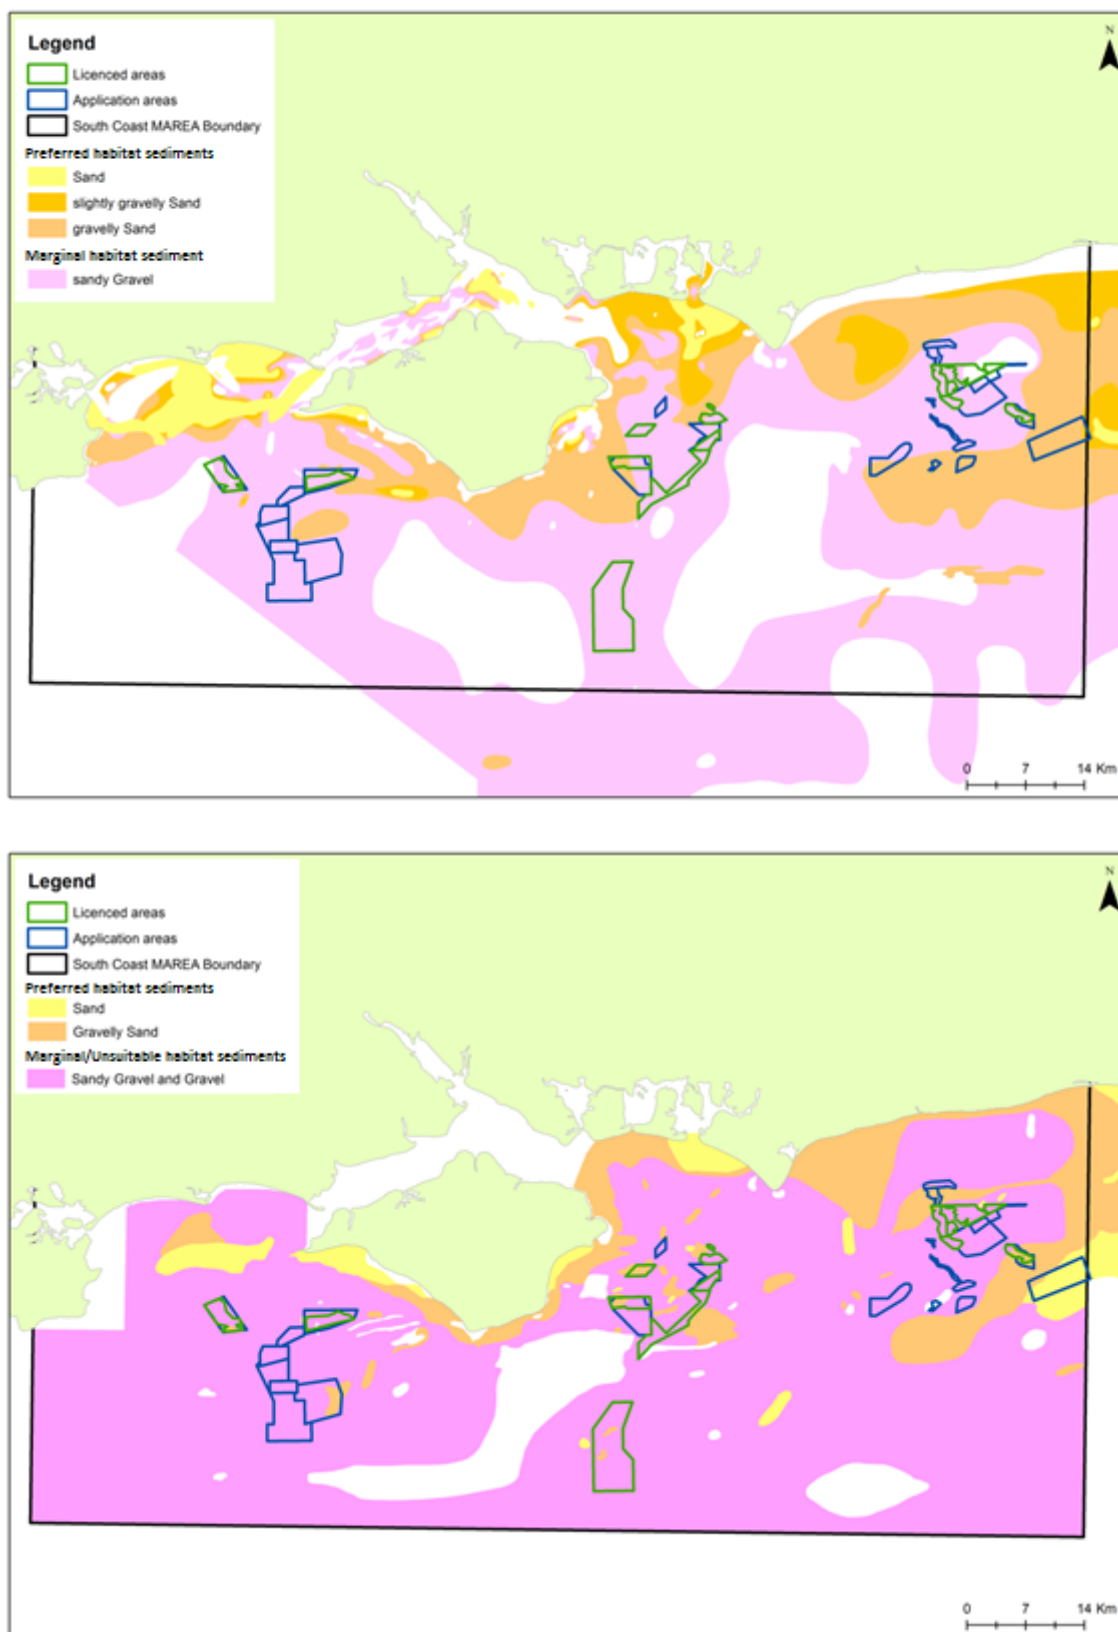 N
Legend
Licenced areas
Application areas
South Coast MAREA Boundary
Preferred habitat sediments
Sand
slightly gravelly Sand
gravelly Sand
Marginal habitat sediment
sandy Gravel
0 7 14 Km
N
Legend
Licenced areas
Application areas
South Coast MAREA Boundary
Preferred habitat sediments
Sand
Gravelly Sand
Marginal/Unsuitable habitat sediments
Sandy Gravel and Gravel
0 7 14 Km